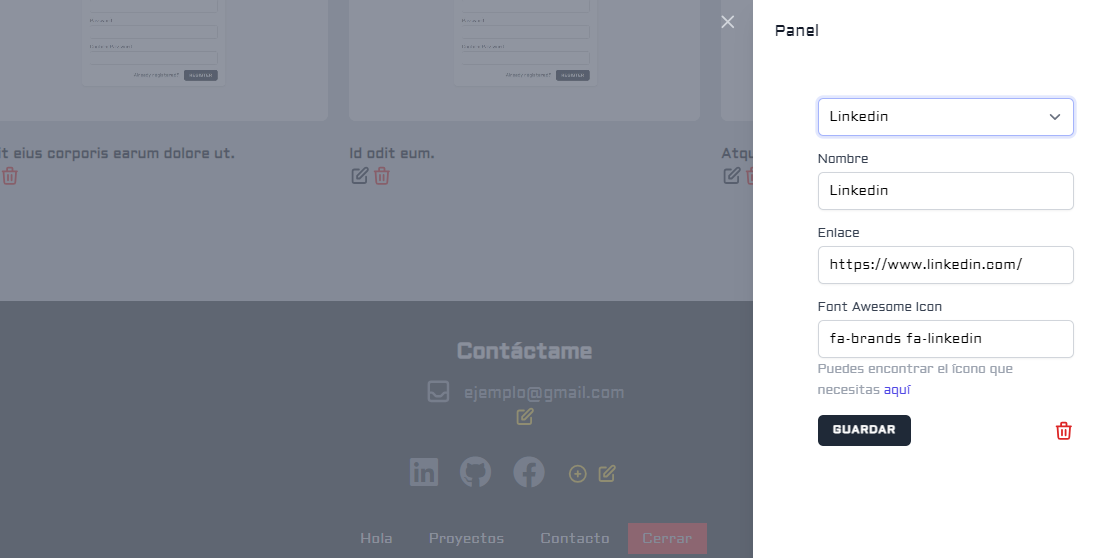 Panel
Linkedin
Nombre
Linkedin
Enlace
https://www.linkedin.com/
Font Awesome Icon
fa-brands fa-linkedin
Puedes encontrar el ícono que
necesitas aquí
GUARDAR
Password
Confirm Password
Already registered? REGISTER
Password
Confirm Password
Already registered? REGISTER
it eius corporis earum dolore ut.
Id odit eum.
Atqu
Contáctame
ejemplo@gmail.com
Hola Proyectos Contacto Cerrar